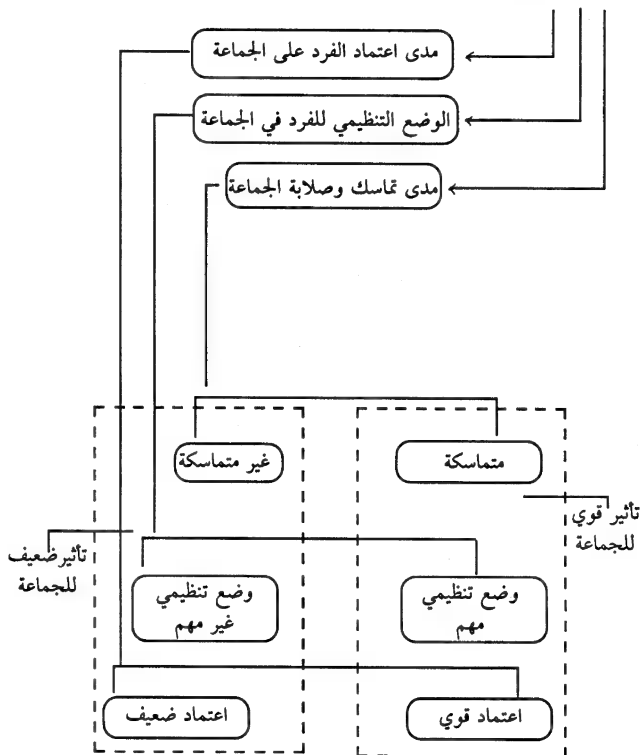 مدى اعتماد الفرد على الجماعة
الوضع التنظيمي للفرد في الجماعة
مدى تماسك وصلابة الجماعة
متماسكة
غير متماسكة
تأثير قوي
للجماعة
تأثير ضعيف
للجماعة
وضع تنظيمي
مهم
وضع تنظيمي
غير مهم
اعتماد قوي
اعتماد ضعيف